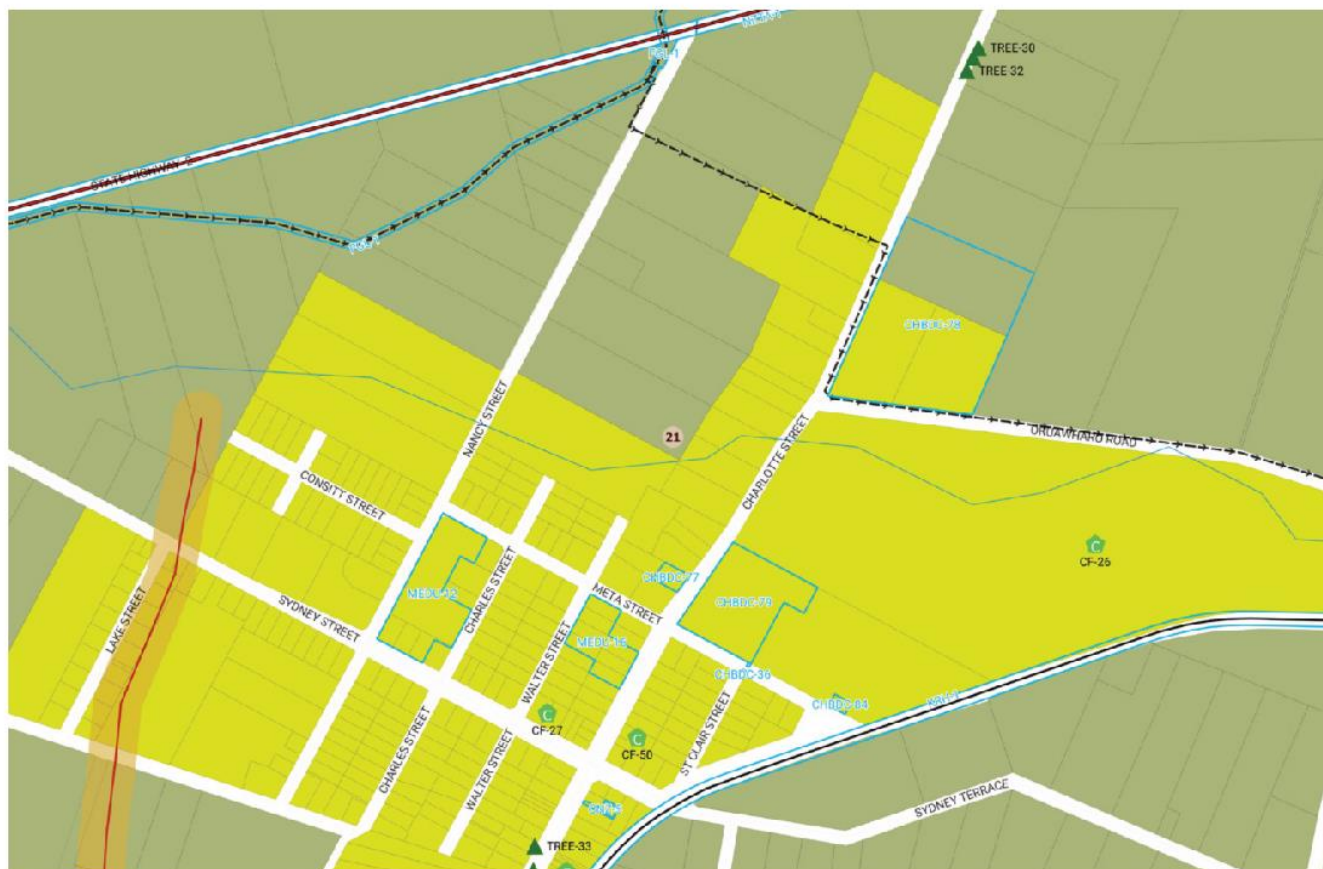 TREE-30
TREE-32
STATE HIGHWAY 2
CHBDC-78
NANCY STREET
21
CHARLOTTE STREET
ORUAWHARO ROAD
CONSITT STREET
C
CF-26
CHARLES STREET
CHBDC-77
META STREET
CHBDC-79
MEDU-12
LAKE STREET
SYDNEY STREET
WALTER STREET
MEDU-16
CHBDC-36
CHBDC-84
C
CF-27
C
CF-50
ST CLAIR STREET
CHARLES STREET
WALTER STREET
SYDNEY TERRACE
TREE-33